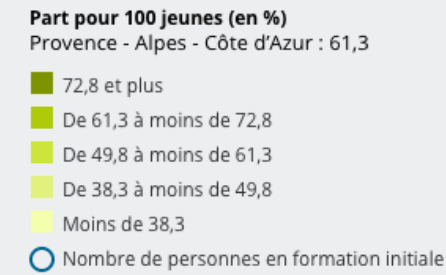 Part pour 100 jeunes (en %)
Provence - Alpes - Côte d’Azur : 61,3
72,8 et plus
De 61,3 à moins de 72,8
De 49,8 à moins de 61,3
De 38,3 à moins de 49,8
Moins de 38,3
Nombre de personnes en formation initiale